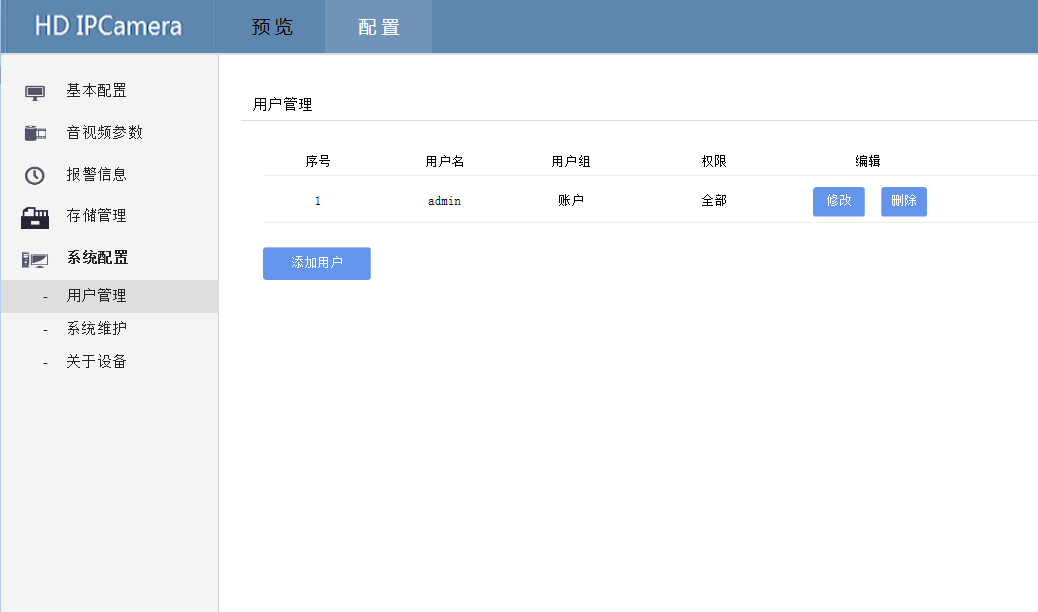 HD IPCamera 预览 配置
基本配置
音视频参数
报警信息
存储管理
系统配置
- 用户管理
- 系统维护
- 关于设备
用户管理
序号 用户名 用户组 权限 编辑
1 admin 账户 全部 修改 删除
添加用户